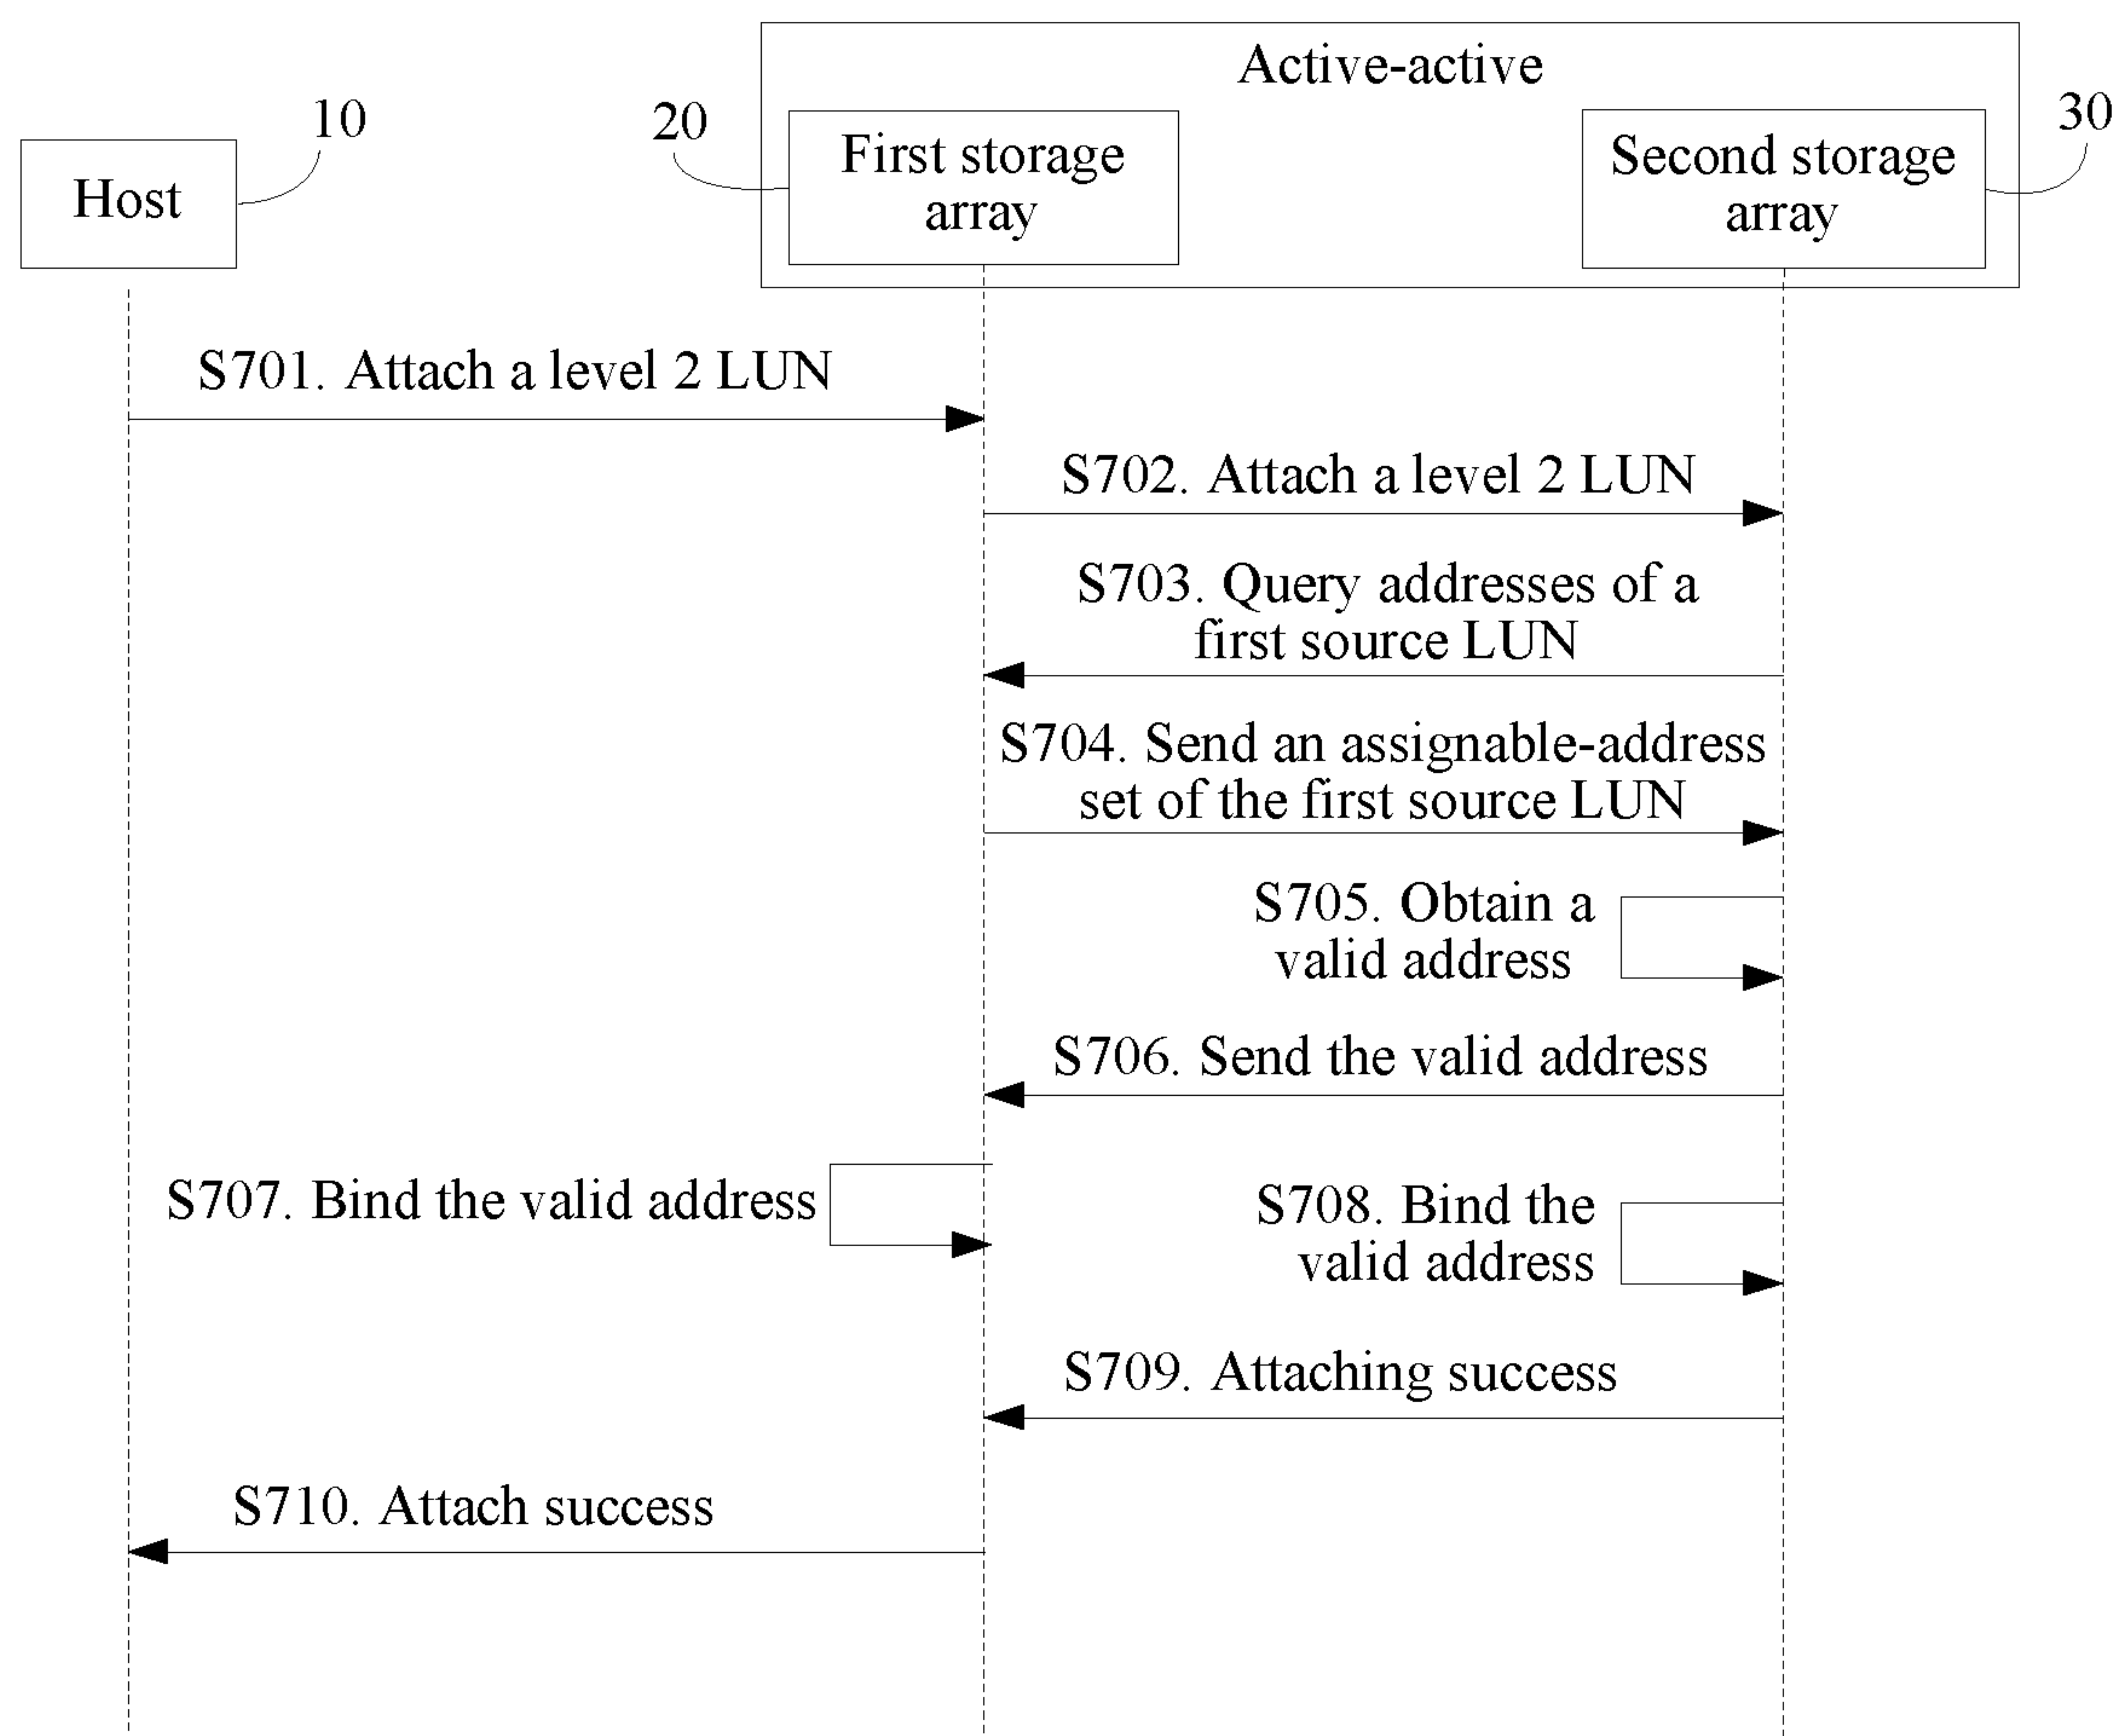 Active-active
10
20
30
Host
First storage
array
Second storage
array
S701. Attach a level 2 LUN
S702. Attach a level 2 LUN
S703. Query addresses of a
first source LUN
S704. Send an assignable-address
set of the first source LUN
S705. Obtain a
valid address
S706. Send the valid address
S707. Bind the valid address
S708. Bind the
valid address
S709. Attaching success
S710. Attach success